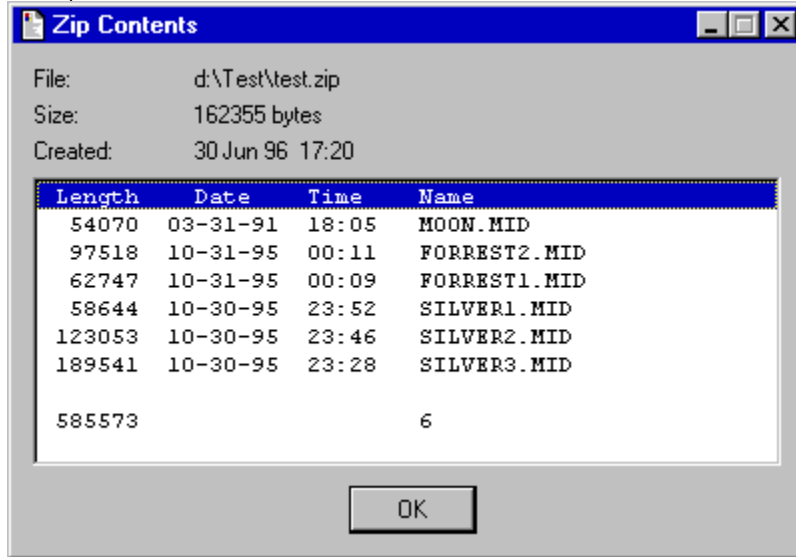 Zip Contents
File: d:\Test\test.zip
Size: 162355 bytes
Created: 30 Jun 96 17:20
Length Date Time Name
54070 03-31-91 18:05 MOON.MID
97518 10-31-95 00:11 FORREST2.MID
62747 10-31-95 00:09 FORREST1.MID
58644 10-30-95 23:52 SILVER1.MID
123053 10-30-95 23:46 SILVER2.MID
189541 10-30-95 23:28 SILVER3.MID
585573 6
OK